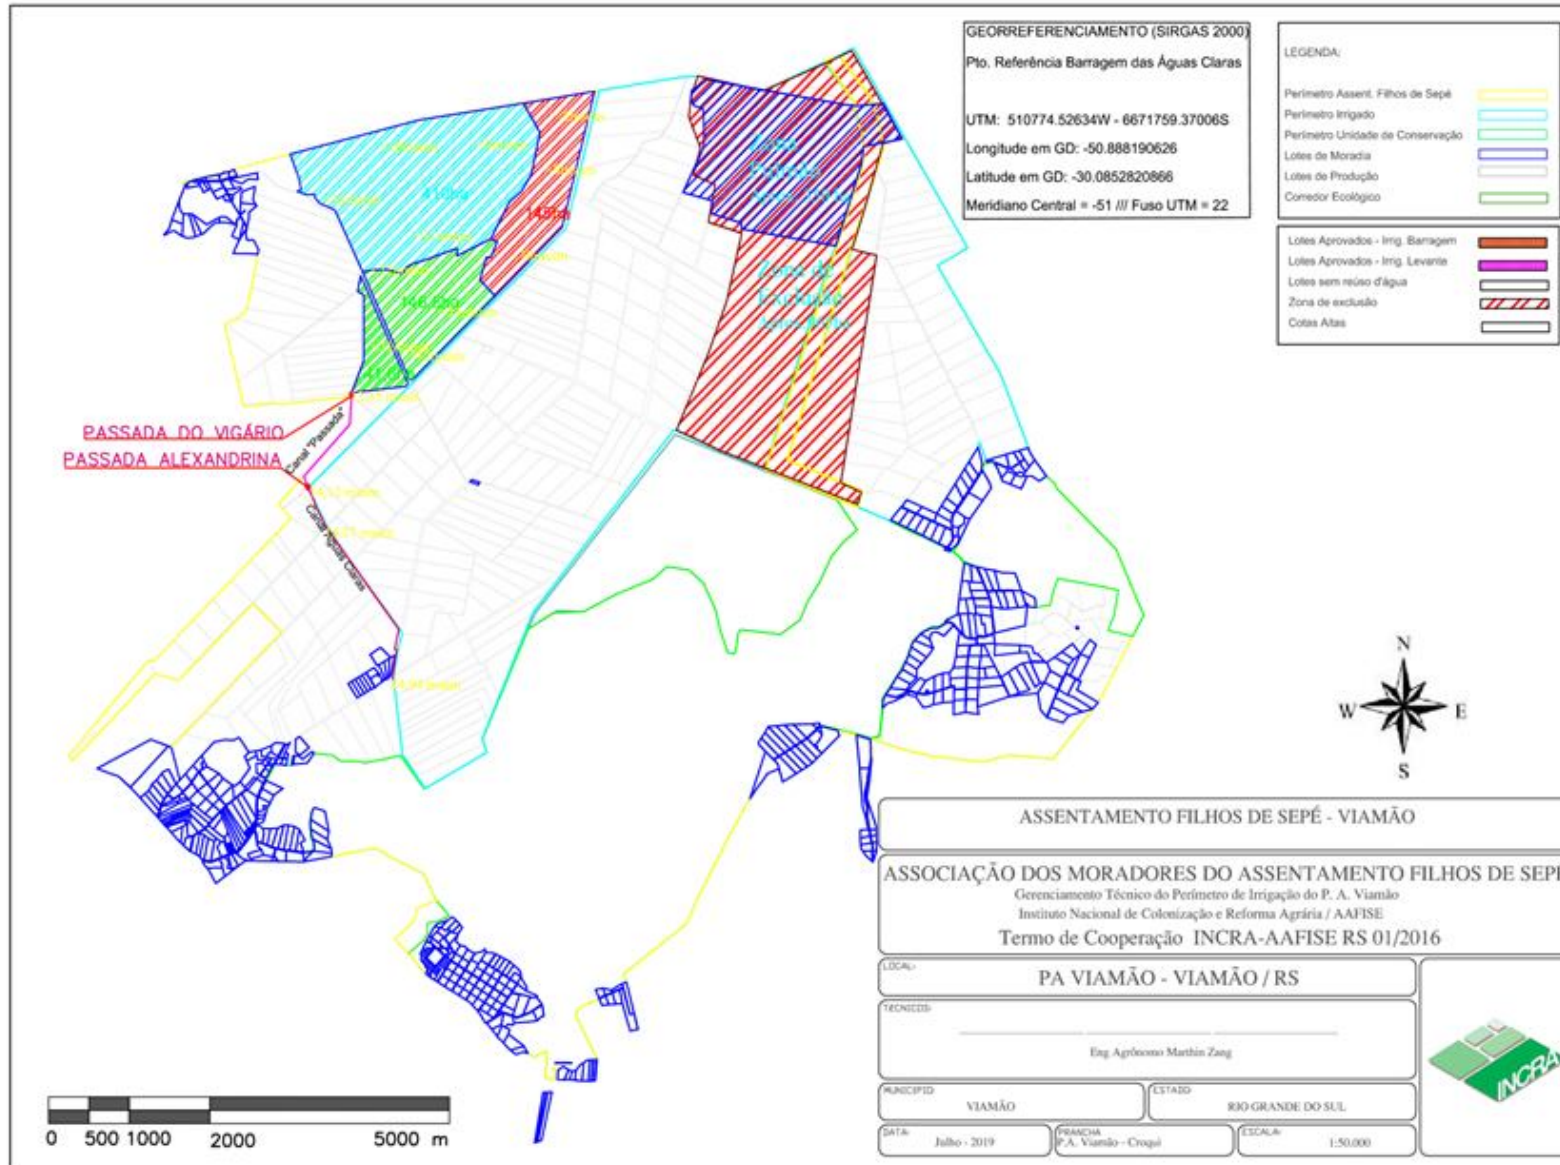 GEORREFERENCIAMENTO (SIRGAS 2000)
Pto. Referência Barragem das Águas Claras
UTM: 510774.52634W - 6671759.37006S
Longitude em GD: -50.888190626
Latitude em GD: -30.0852820866
Meridiano Central = -51 /// Fuso UTM = 22
LEGENDA:
Perímetro Assent. Filhos de Sepé
Perímetro Irrigado
Perímetro Unidade de Conservação
Lotes de Moradia
Lotes de Produção
Corredor Ecológico
Lotes Aprovados - Irrig. Barragem
Lotes Aprovados - Irrig. Levante
Lotes sem reúso d'água
Zona de exclusão
Cotas Altas
410ha
145ha
Zona
Zona de
Exclusão
PASSADA DO VIGÁRIO
PASSADA ALEXANDRINA
Canal "Passada"
Canal Águas Claras
N
W
E
S
ASSENTAMENTO FILHOS DE SEPÉ - VIAMÃO
ASSOCIAÇÃO DOS MORADORES DO ASSENTAMENTO FILHOS DE SEPÉ
Gerenciamento Técnico do Perímetro de Irrigação do P. A. Viamão
Instituto Nacional de Colonização e Reforma Agrária / AAFISE
Termo de Cooperação INCRA-AAFISE RS 01/2016
LOCAL:
PA VIAMÃO - VIAMÃO / RS
TÉCNICOS:
Eng Agrônomo Marthin Zang
MUNICÍPIO
VIAMÃO
ESTADO
RIO GRANDE DO SUL
DATA:
Julho - 2019
PRANCHA
P.A. Viamão - Croqui
ESCALA:
1:50.000
INCRA
0 500 1000 2000 5000 m